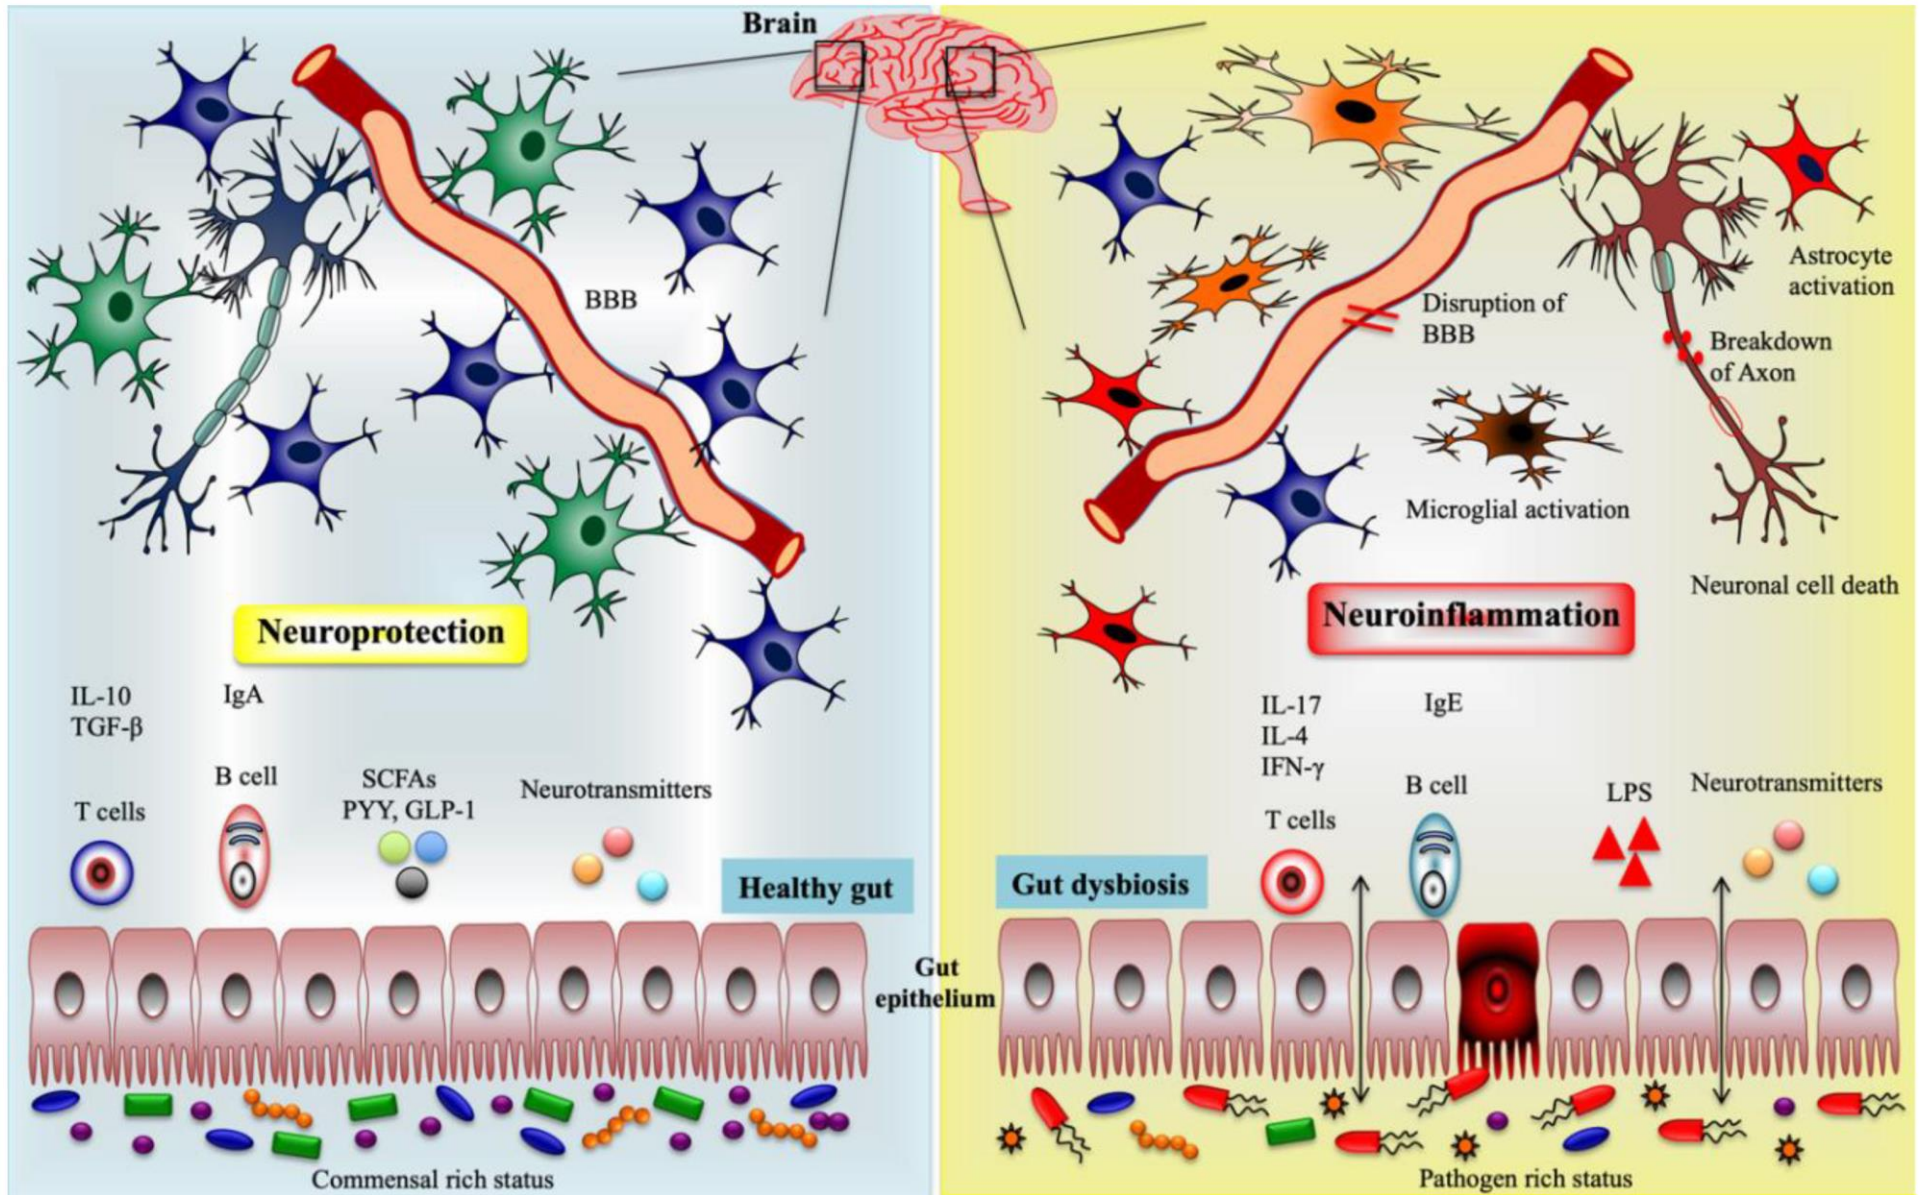 Brain
BBB
Neuroprotection
IL-10
TGF-β
IgA
T cells
B cell
SCFAs
PYY, GLP-1
Neurotransmitters
Healthy gut
Gut
epithelium
Commensal rich status
Astrocyte
activation
Disruption of
BBB
Breakdown
of Axon
Microglial activation
Neuronal cell death
Neuroinflammation
IL-17
IL-4
IFN-γ
IgE
T cells
B cell
LPS
Neurotransmitters
Gut dysbiosis
Pathogen rich status